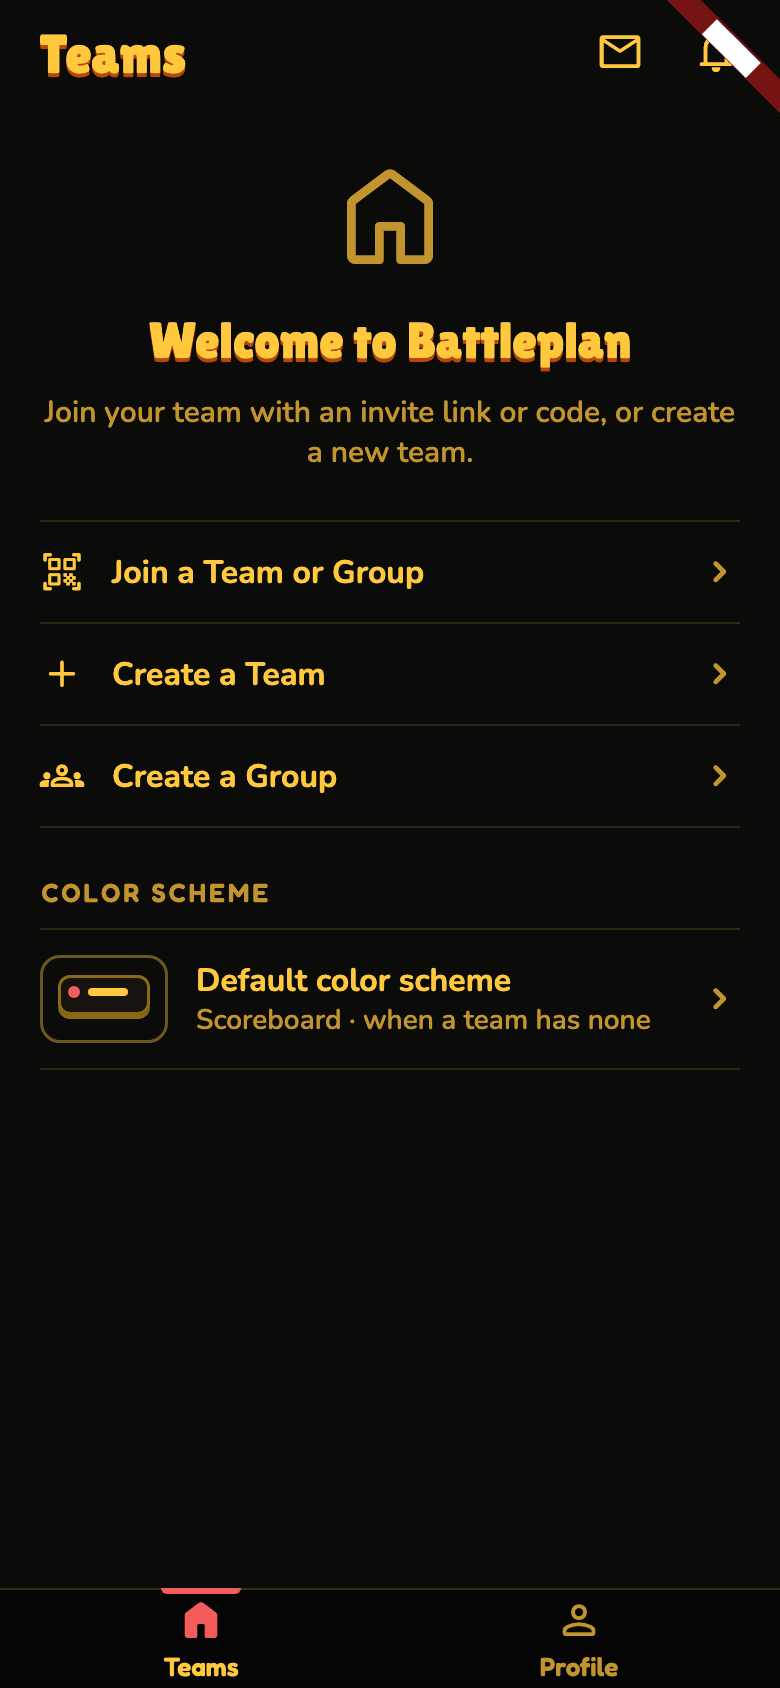 Teams
Welcome to Battleplan
Join your team with an invite link or code, or create
a new team.
Join a Team or Group
Create a Team
Create a Group
COLOR SCHEME
Default color scheme
Scoreboard · when a team has none
Teams
Profile